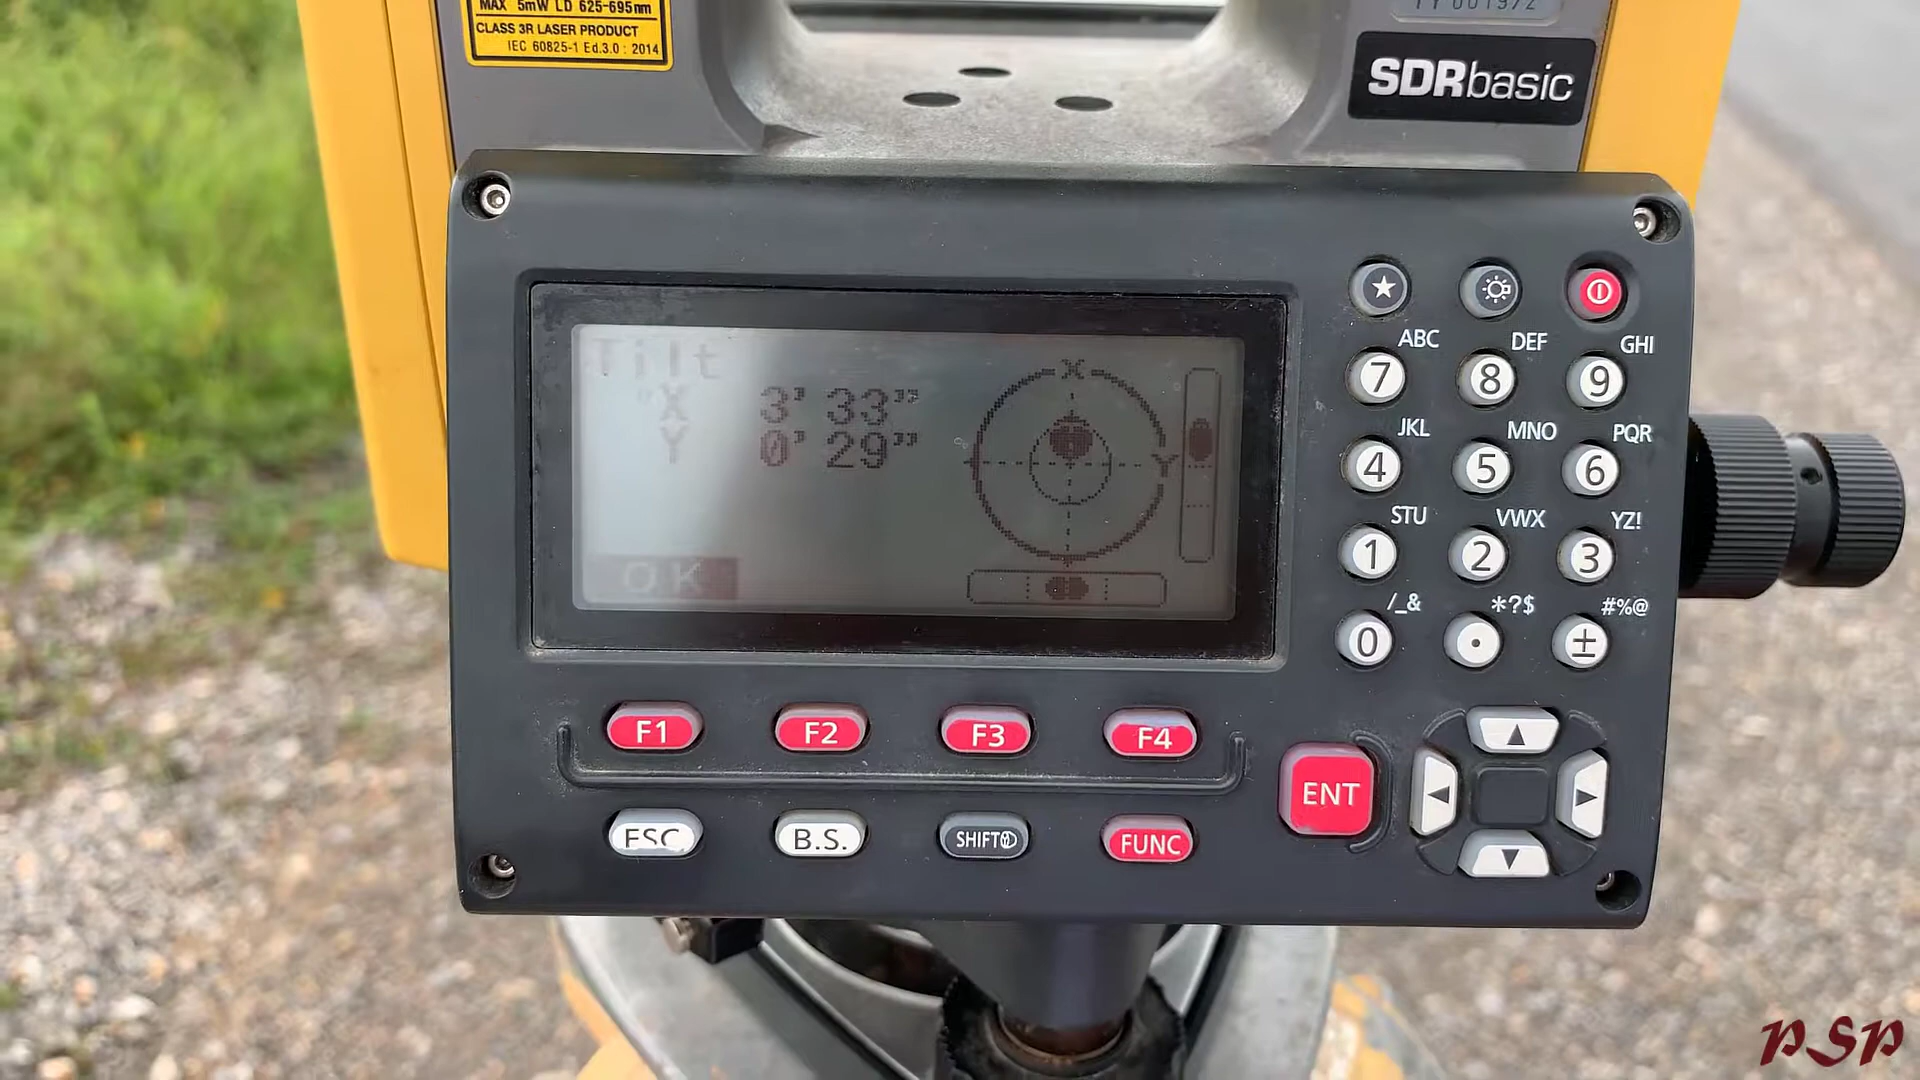 MAX 5mW LD 625-695nm
CLASS 3R LASER PRODUCT
IEC 60825-1 Ed.3.0 : 2014
SDRbasic
Tilt
X 3' 33"
Y 0' 29"
X
Y
OK
ABC DEF GHI
7 8 9
JKL MNO PQR
4 5 6
STU VWX YZ!
1 2 3
/_& *?$ #%@
0 . ±
F1 F2 F3 F4
ENT
ESC B.S. SHIFT FUNC
PSP